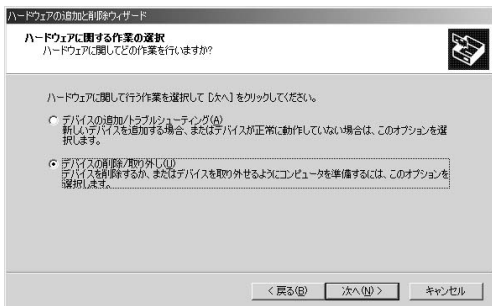 ハードウェアの追加と削除ウィザード
ハードウェアに関する作業の選択
ハードウェアに関してどの作業を行いますか?
ハードウェアに関して行う作業を選択して [次へ] をクリックしてください。
デバイスの追加/トラブルシューティング(A)
新しいデバイスを追加する場合、またはデバイスが正常に動作していない場合は、このオプションを選
択します。
デバイスの削除/取り外し(U)
デバイスを削除するか、またはデバイスを取り外せるようにコンピュータを準備するには、このオプションを
選択します。
< 戻る(B) 次へ(N) > キャンセル